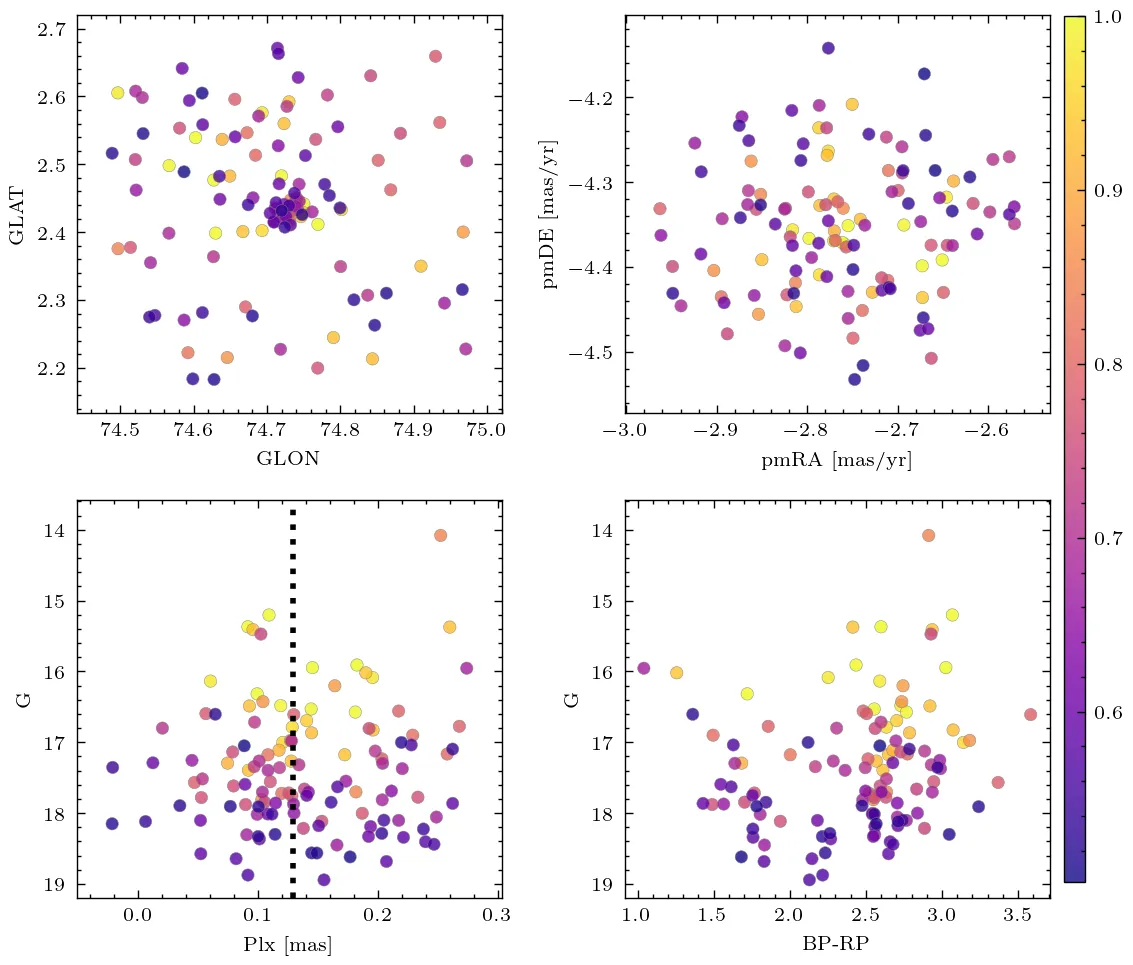 2.7
2.6
2.5
2.4
2.3
2.2
GLAT
74.5 74.6 74.7 74.8 74.9 75.0
GLON
−4.2
−4.3
−4.4
−4.5
pmDE [mas/yr]
−3.0 −2.9 −2.8 −2.7 −2.6
pmRA [mas/yr]
14
15
16
17
18
19
G
0.0 0.1 0.2 0.3
Plx [mas]
14
15
16
17
18
19
G
1.0 1.5 2.0 2.5 3.0 3.5
BP-RP
1.0
0.9
0.8
0.7
0.6